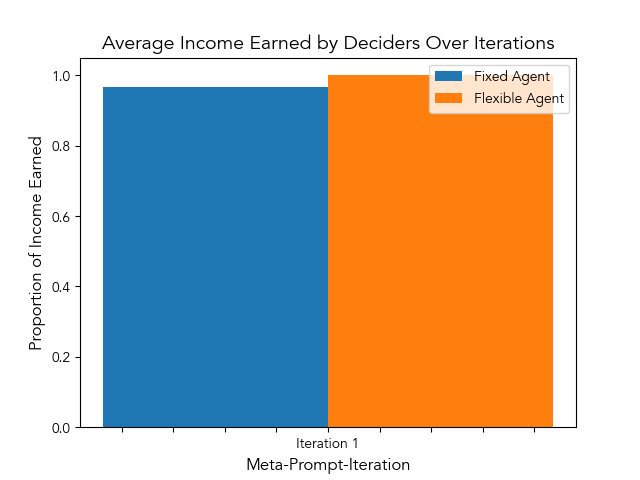 Average Income Earned by Deciders Over Iterations
Fixed Agent
Flexible Agent
Proportion of Income Earned
1.0
0.8
0.6
0.4
0.2
0.0
Iteration 1
Meta-Prompt-Iteration